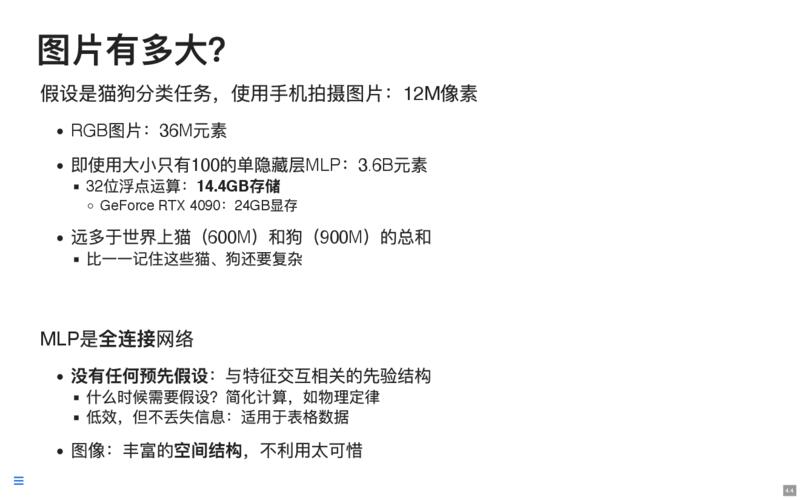 图片有多大?
假设是猫狗分类任务，使用手机拍摄图片：12M像素
RGB图片：36M元素
即使用大小只有100的单隐藏层MLP：3.6B元素
32位浮点运算：14.4GB存储
GeForce RTX 4090：24GB显存
远多于世界上猫（600M）和狗（900M）的总和
比一一记住这些猫、狗还要复杂
MLP是全连接网络
没有任何预先假设：与特征交互相关的先验结构
什么时候需要假设？简化计算，如物理定律
低效，但不丢失信息：适用于表格数据
图像：丰富的空间结构，不利用太可惜
4.4